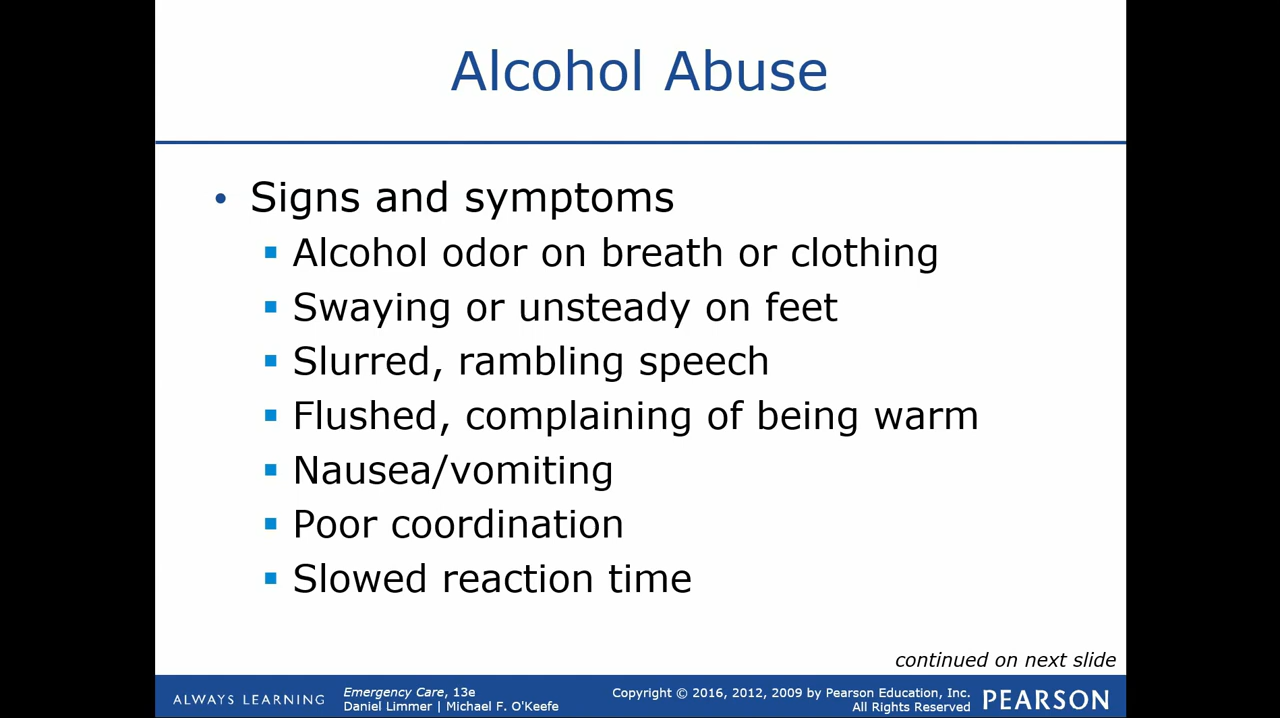 Alcohol Abuse
• Signs and symptoms
▪ Alcohol odor on breath or clothing
▪ Swaying or unsteady on feet
▪ Slurred, rambling speech
▪ Flushed, complaining of being warm
▪ Nausea/vomiting
▪ Poor coordination
▪ Slowed reaction time
continued on next slide
ALWAYS LEARNING
Emergency Care, 13e
Daniel Limmer | Michael F. O'Keefe
Copyright © 2016, 2012, 2009 by Pearson Education, Inc.
All Rights Reserved
PEARSON